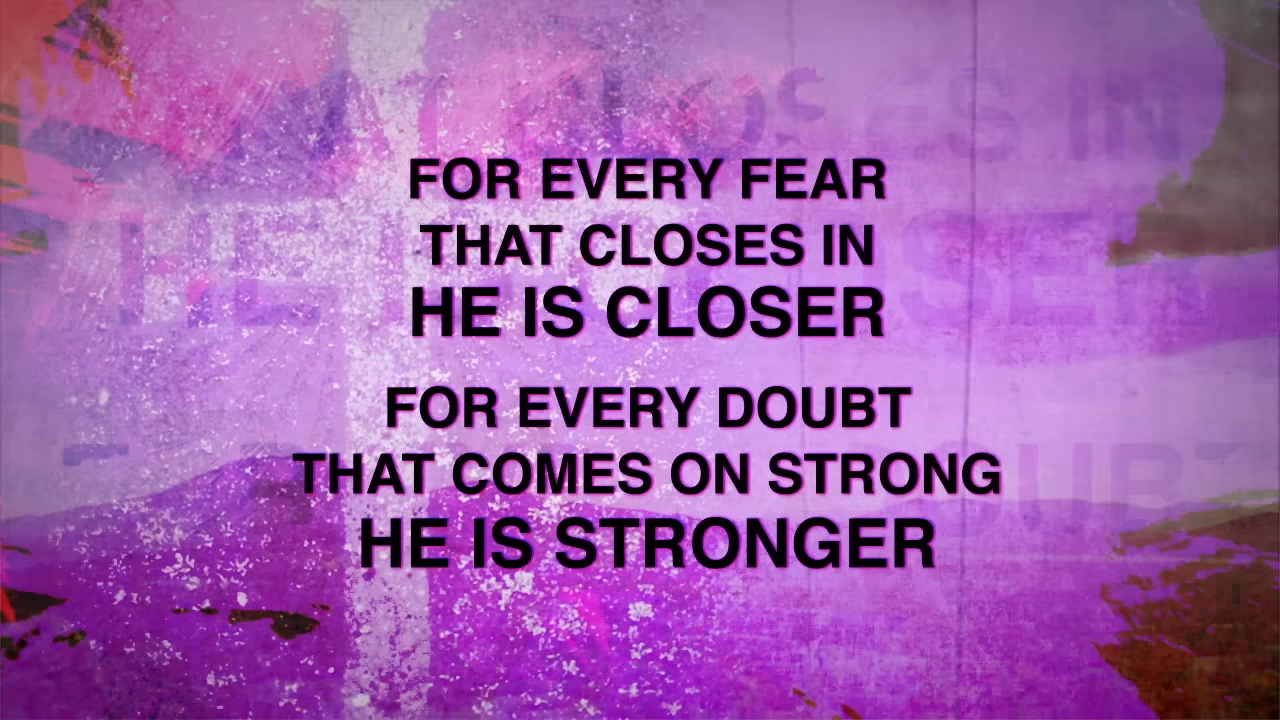 FOR EVERY FEAR
THAT CLOSES IN
HE IS CLOSER
FOR EVERY DOUBT
THAT COMES ON STRONG
HE IS STRONGER